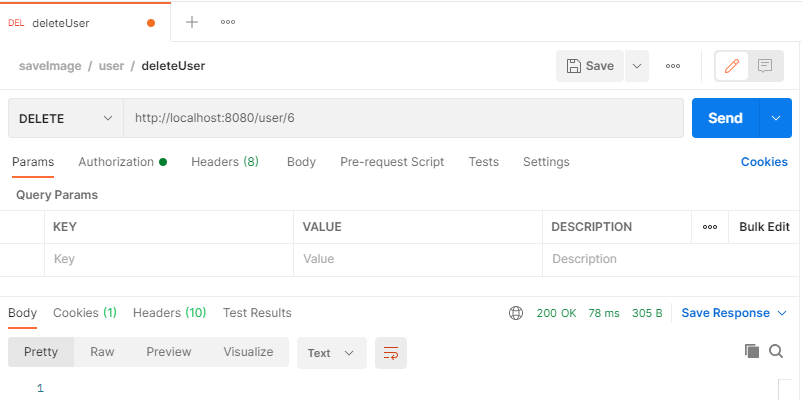 DEL deleteUser
saveImage / user / deleteUser Save
DELETE http://localhost:8080/user/6 Send
Params Authorization Headers (8) Body Pre-request Script Tests Settings Cookies
Query Params
KEY VALUE DESCRIPTION Bulk Edit
Key Value Description
Body Cookies (1) Headers (10) Test Results 200 OK 78 ms 305 B Save Response
Pretty Raw Preview Visualize Text
1